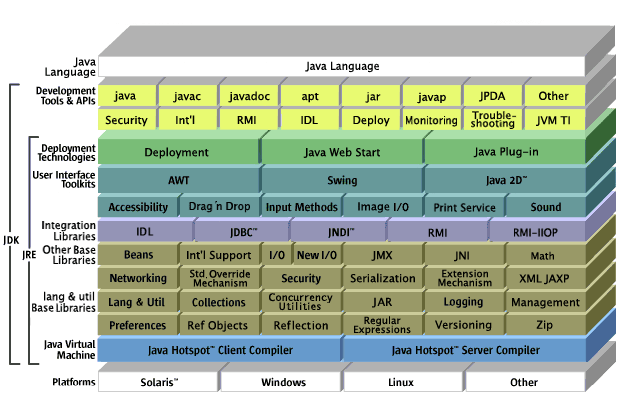 Java Language
Java Language
Development Tools & APIs
java javac javadoc apt jar javap JPDA Other
Security Int'l RMI IDL Deploy Monitoring Trouble-shooting JVM TI
Deployment Technologies
Deployment Java Web Start Java Plug-in
User Interface Toolkits
AWT Swing Java 2D™
Accessibility Drag 'n Drop Input Methods Image I/O Print Service Sound
Integration Libraries
IDL JDBC™ JNDI™ RMI RMI-IIOP
Other Base Libraries
Beans Int'l Support I/O New I/O JMX JNI Math
Networking Std. Override Mechanism Security Serialization Extension Mechanism XML JAXP
lang & util Base Libraries
Lang & Util Collections Concurrency Utilities JAR Logging Management
Preferences Ref Objects Reflection Regular Expressions Versioning Zip
Java Virtual Machine
Java Hotspot™ Client Compiler Java Hotspot™ Server Compiler
Platforms
Solaris™ Windows Linux Other
JDK
JRE